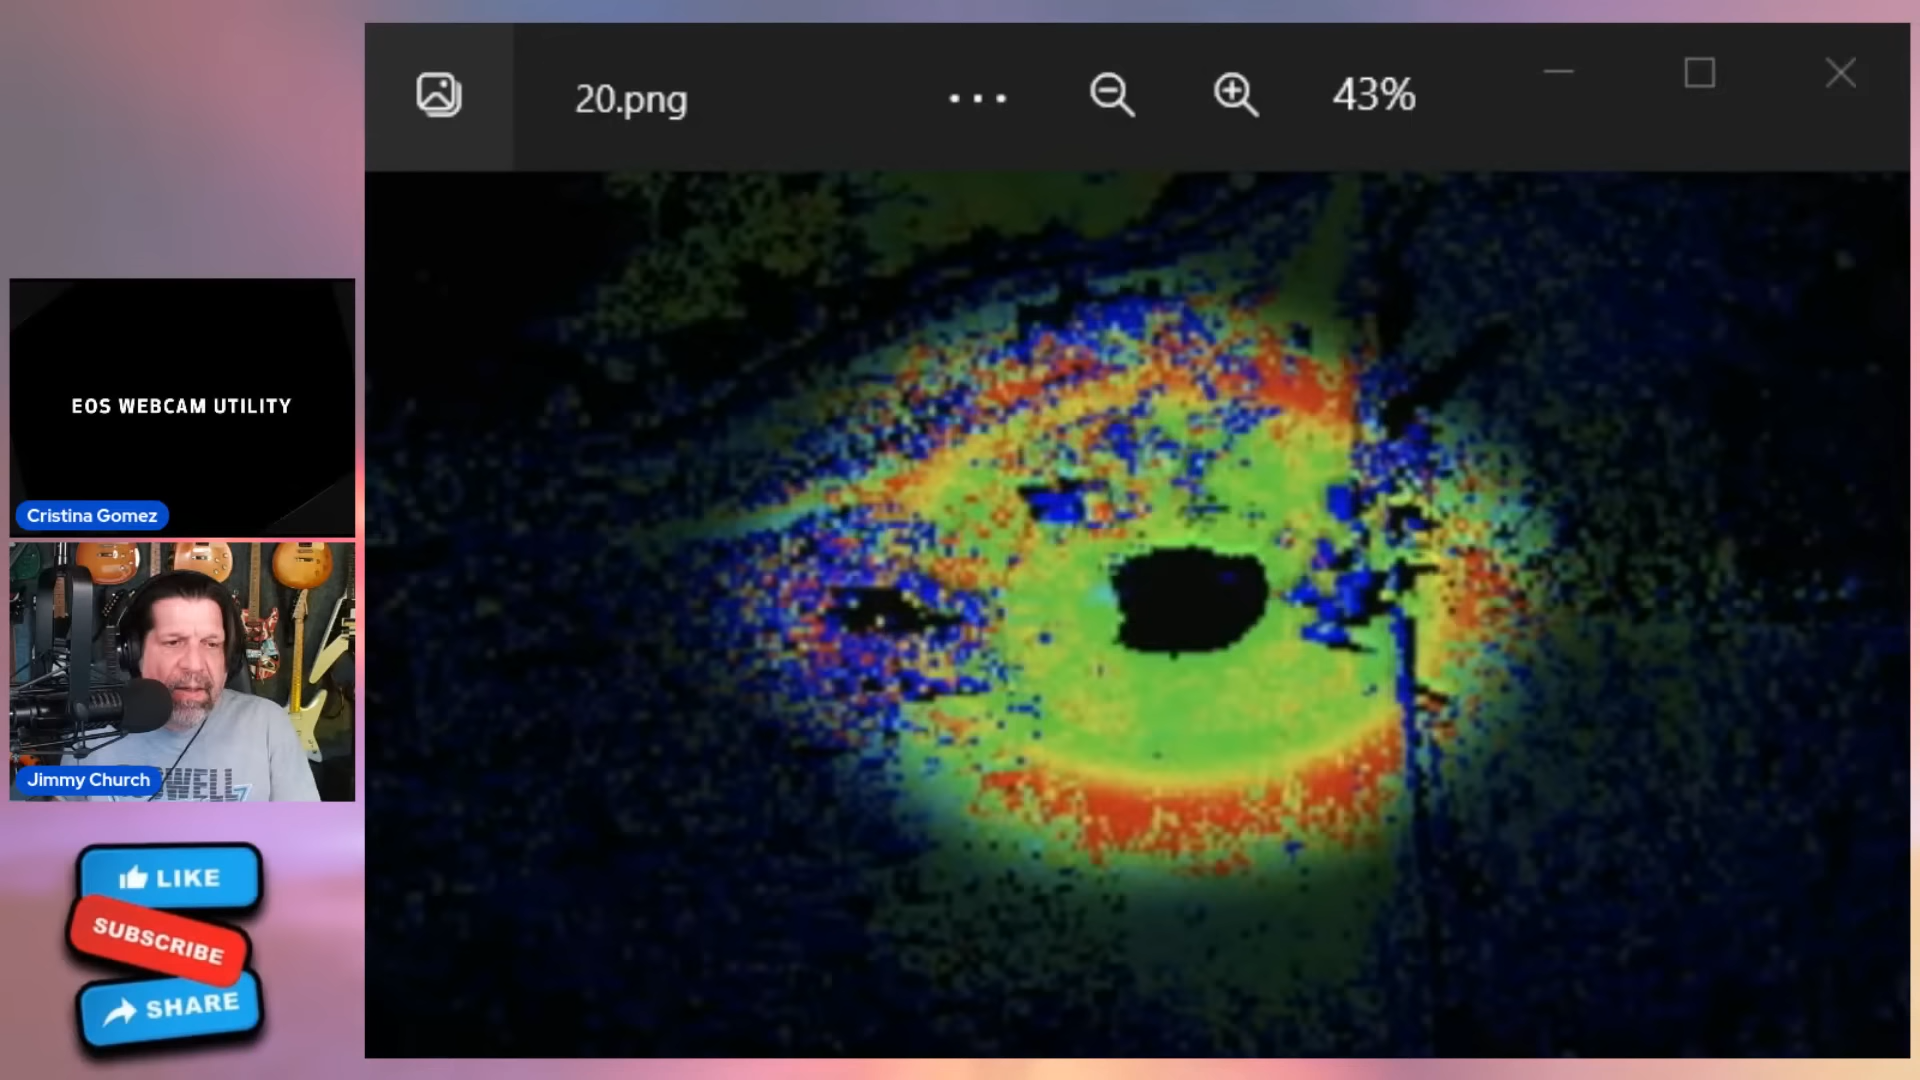 20.png
43%
EOS WEBCAM UTILITY
Cristina Gomez
Jimmy Church
LIKE
SUBSCRIBE
SHARE